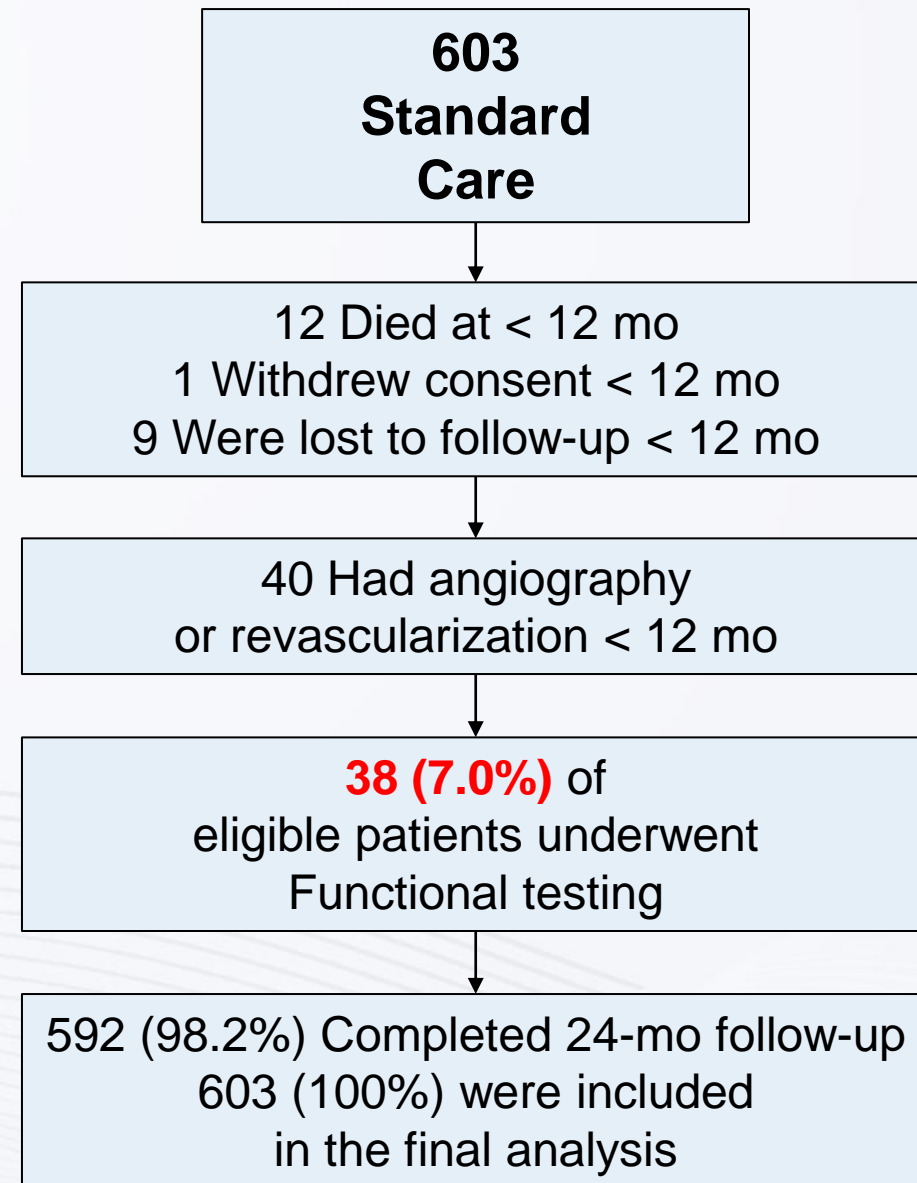 603
Standard
Care
12 Died at < 12 mo
1 Withdrew consent < 12 mo
9 Were lost to follow-up < 12 mo
40 Had angiography
or revascularization < 12 mo
38 (7.0%) of
eligible patients underwent
Functional testing
592 (98.2%) Completed 24-mo follow-up
603 (100%) were included
in the final analysis